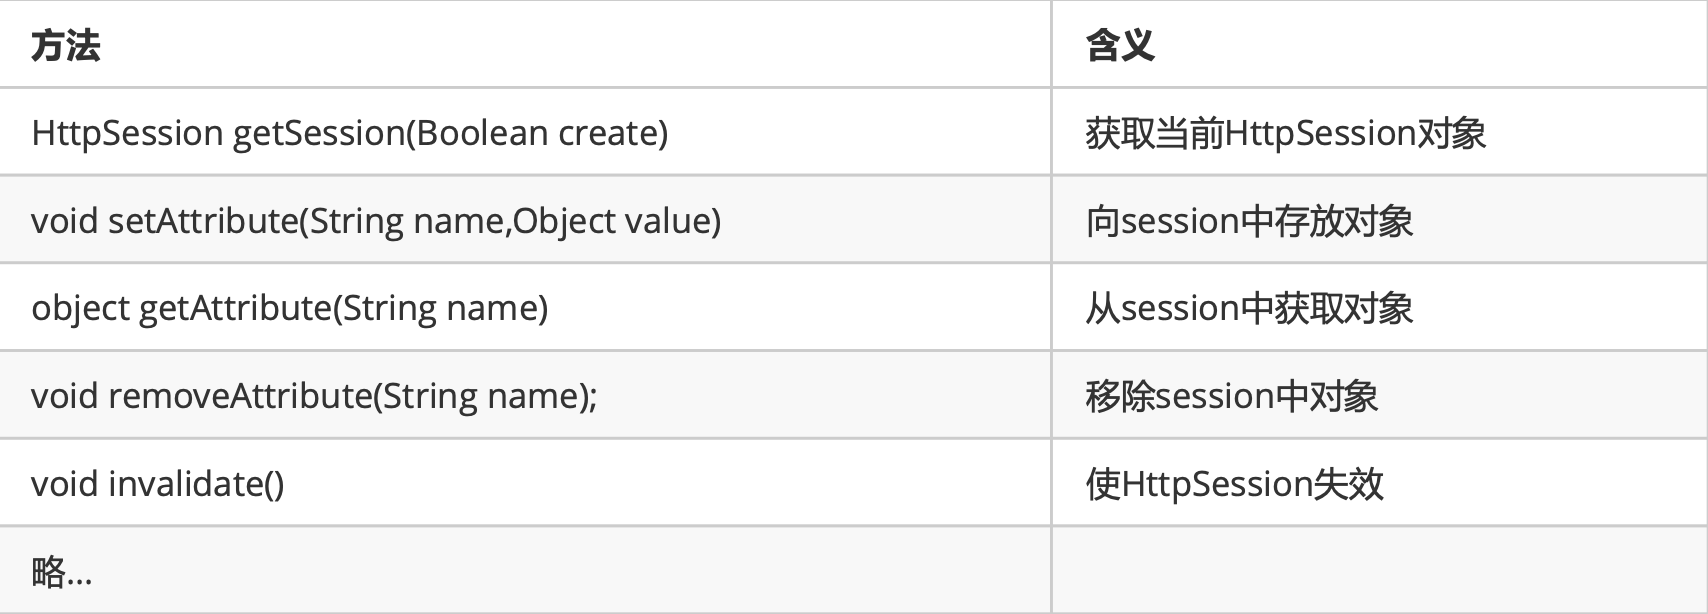 方法 含义
HttpSession getSession(Boolean create) 获取当前HttpSession对象
void setAttribute(String name,Object value) 向session中存放对象
object getAttribute(String name) 从session中获取对象
void removeAttribute(String name); 移除session中对象
void invalidate() 使HttpSession失效
略...